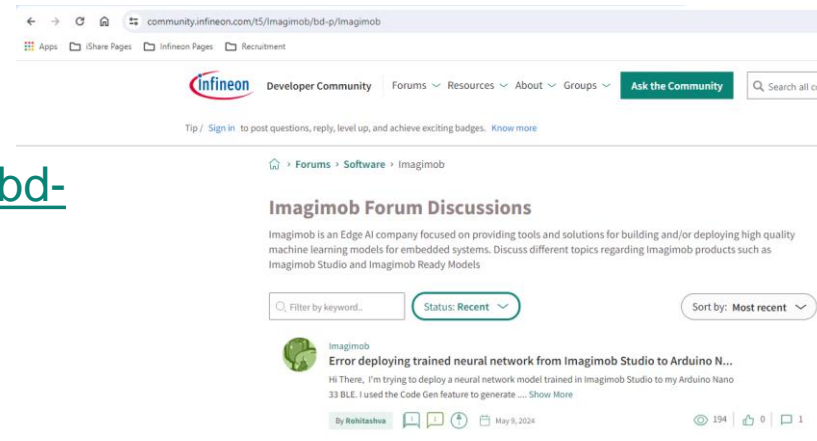 community.infineon.com/t5/Imagimob/bd-p/Imagimob
Apps iShare Pages Infineon Pages Recruitment
infineon Developer Community Forums Resources About Groups Ask the Community Search all
Tip / Sign in to post questions, reply, level up, and achieve exciting badges. Know more
bd-
Forums > Software > Imagimob
Imagimob Forum Discussions
Imagimob is an Edge AI company focused on providing tools and solutions for building and/or deploying high quality
machine learning models for embedded systems. Discuss different topics regarding Imagimob products such as
Imagimob Studio and Imagimob Ready Models
Filter by keyword.. Status: Recent Sort by: Most recent
Imagimob
Error deploying trained neural network from Imagimob Studio to Arduino N...
Hi There, I'm trying to deploy a neural network model trained in Imagimob Studio to my Arduino Nano
33 BLE. I used the Code Gen feature to generate .... Show More
By Rohitashva May 9, 2024 194 0 1